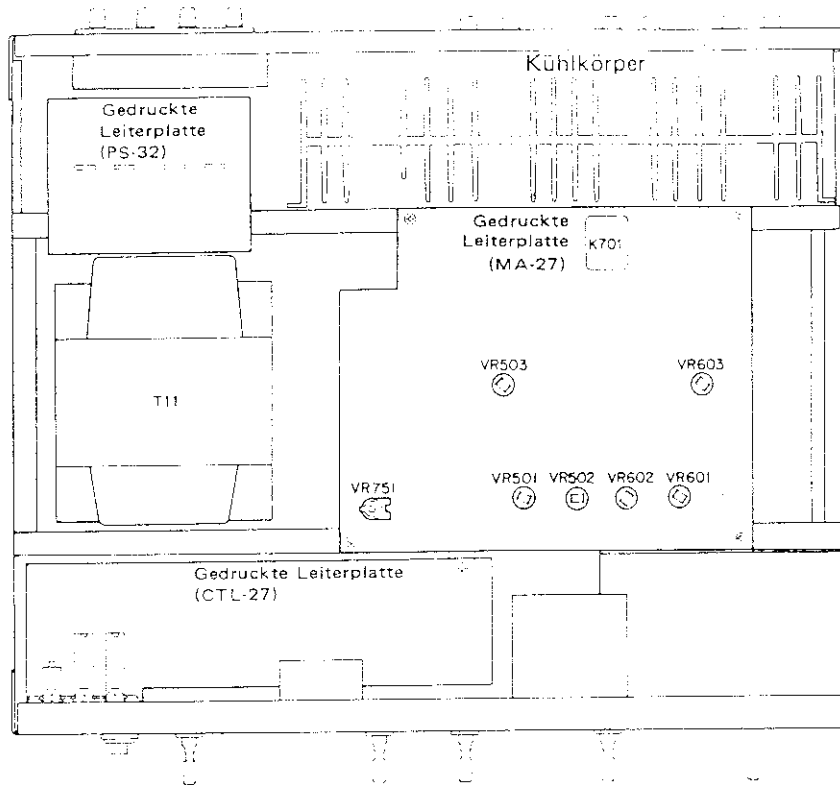 Kühlkörper
Gedruckte
Leiterplatte
(PS-32)
Gedruckte
Leiterplatte
(MA-27)
K701
VR503
VR603
T11
VR751
VR501
VR502
VR602
VR601
Gedruckte Leiterplatte
(CTL-27)